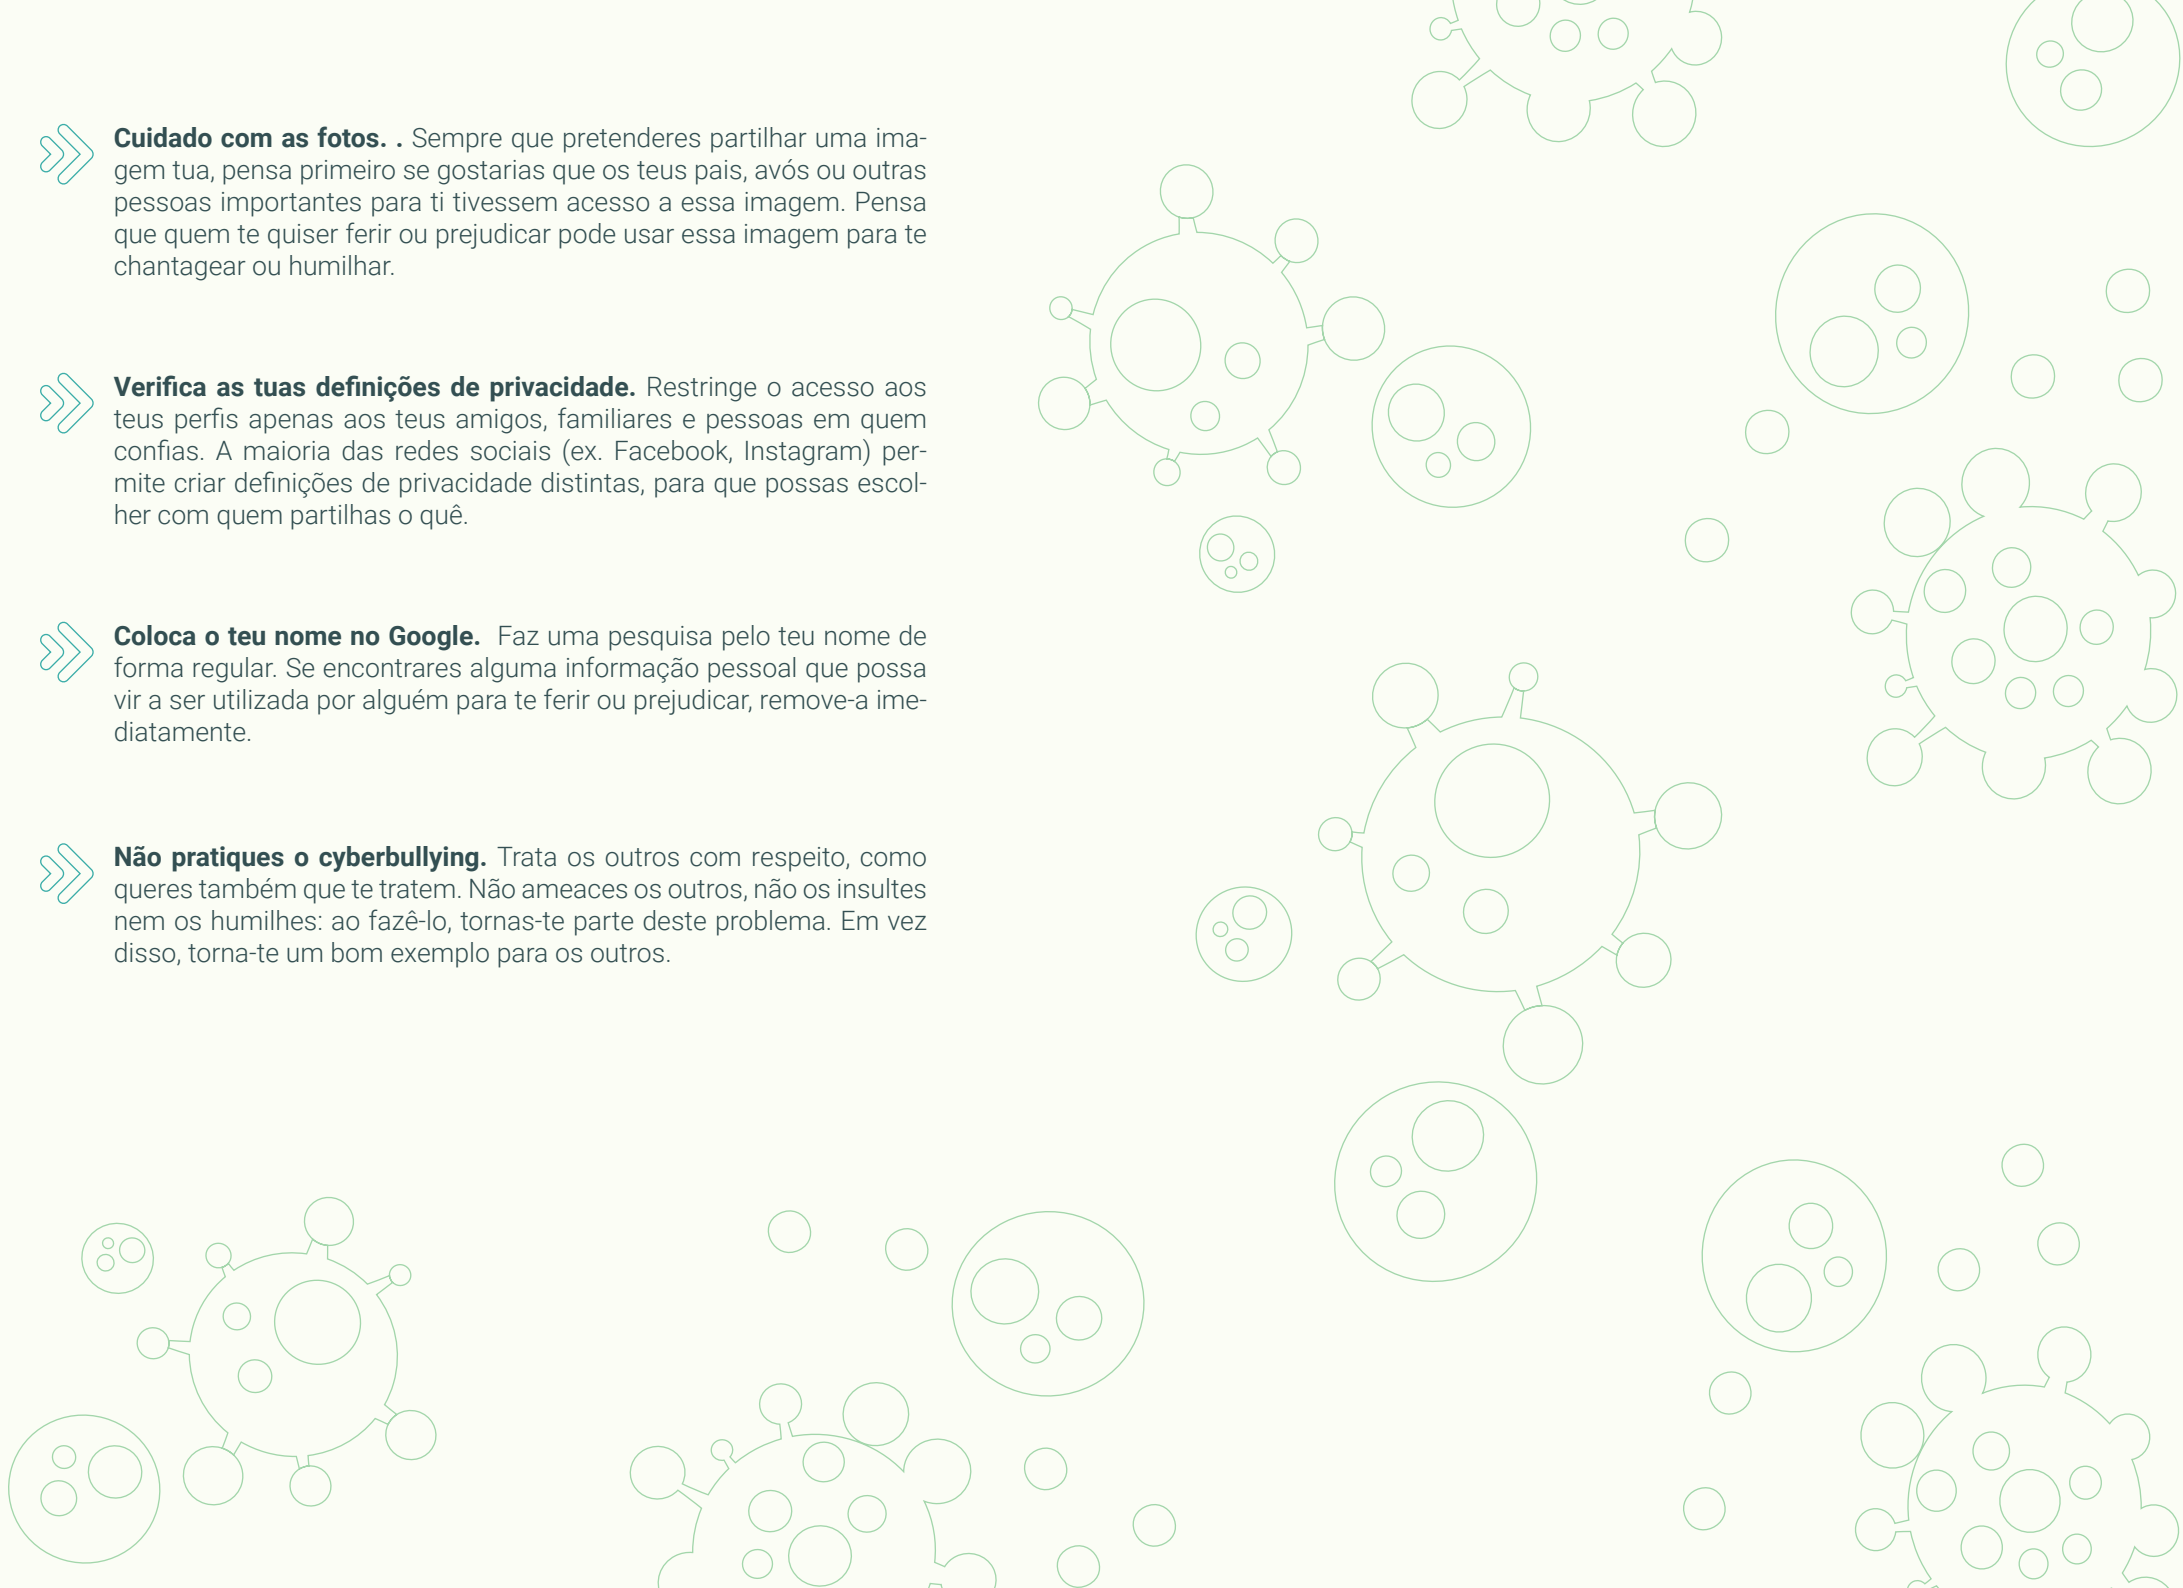 Cuidado com as fotos. . Sempre que pretenderes partilhar uma ima-
gem tua, pensa primeiro se gostarias que os teus pais, avós ou outras
pessoas importantes para ti tivessem acesso a essa imagem. Pensa
que quem te quiser ferir ou prejudicar pode usar essa imagem para te
chantagear ou humilhar.
Verifica as tuas definições de privacidade. Restringe o acesso aos
teus perfis apenas aos teus amigos, familiares e pessoas em quem
confias. A maioria das redes sociais (ex. Facebook, Instagram) per-
mite criar definições de privacidade distintas, para que possas escol-
her com quem partilhas o quê.
Coloca o teu nome no Google. Faz uma pesquisa pelo teu nome de
forma regular. Se encontrares alguma informação pessoal que possa
vir a ser utilizada por alguém para te ferir ou prejudicar, remove-a ime-
diatamente.
Não pratiques o cyberbullying. Trata os outros com respeito, como
queres também que te tratem. Não ameaces os outros, não os insultes
nem os humilhes: ao fazê-lo, tornas-te parte deste problema. Em vez
disso, torna-te um bom exemplo para os outros.